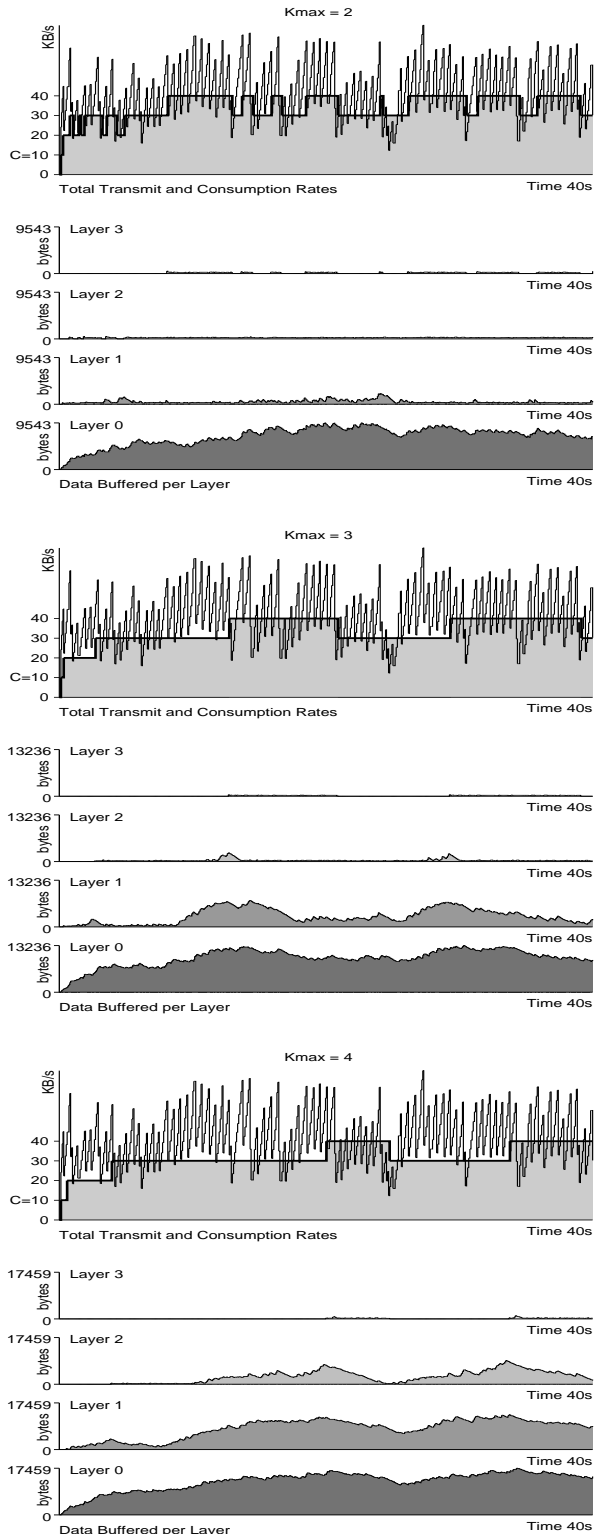 Kmax = 2
KB/s
40
30
20
C=10
0
Total Transmit and Consumption Rates
Time 40s
9543
bytes
0
Layer 3
Time 40s
9543
bytes
0
Layer 2
Time 40s
9543
bytes
0
Layer 1
Time 40s
9543
bytes
0
Layer 0
Data Buffered per Layer
Time 40s
Kmax = 3
KB/s
40
30
20
C=10
0
Total Transmit and Consumption Rates
Time 40s
13236
bytes
0
Layer 3
Time 40s
13236
bytes
0
Layer 2
Time 40s
13236
bytes
0
Layer 1
Time 40s
13236
bytes
0
Layer 0
Data Buffered per Layer
Time 40s
Kmax = 4
KB/s
40
30
20
C=10
0
Total Transmit and Consumption Rates
Time 40s
17459
bytes
0
Layer 3
Time 40s
17459
bytes
0
Layer 2
Time 40s
17459
bytes
0
Layer 1
Time 40s
17459
bytes
0
Layer 0
Data Buffered per Layer
Time 40s